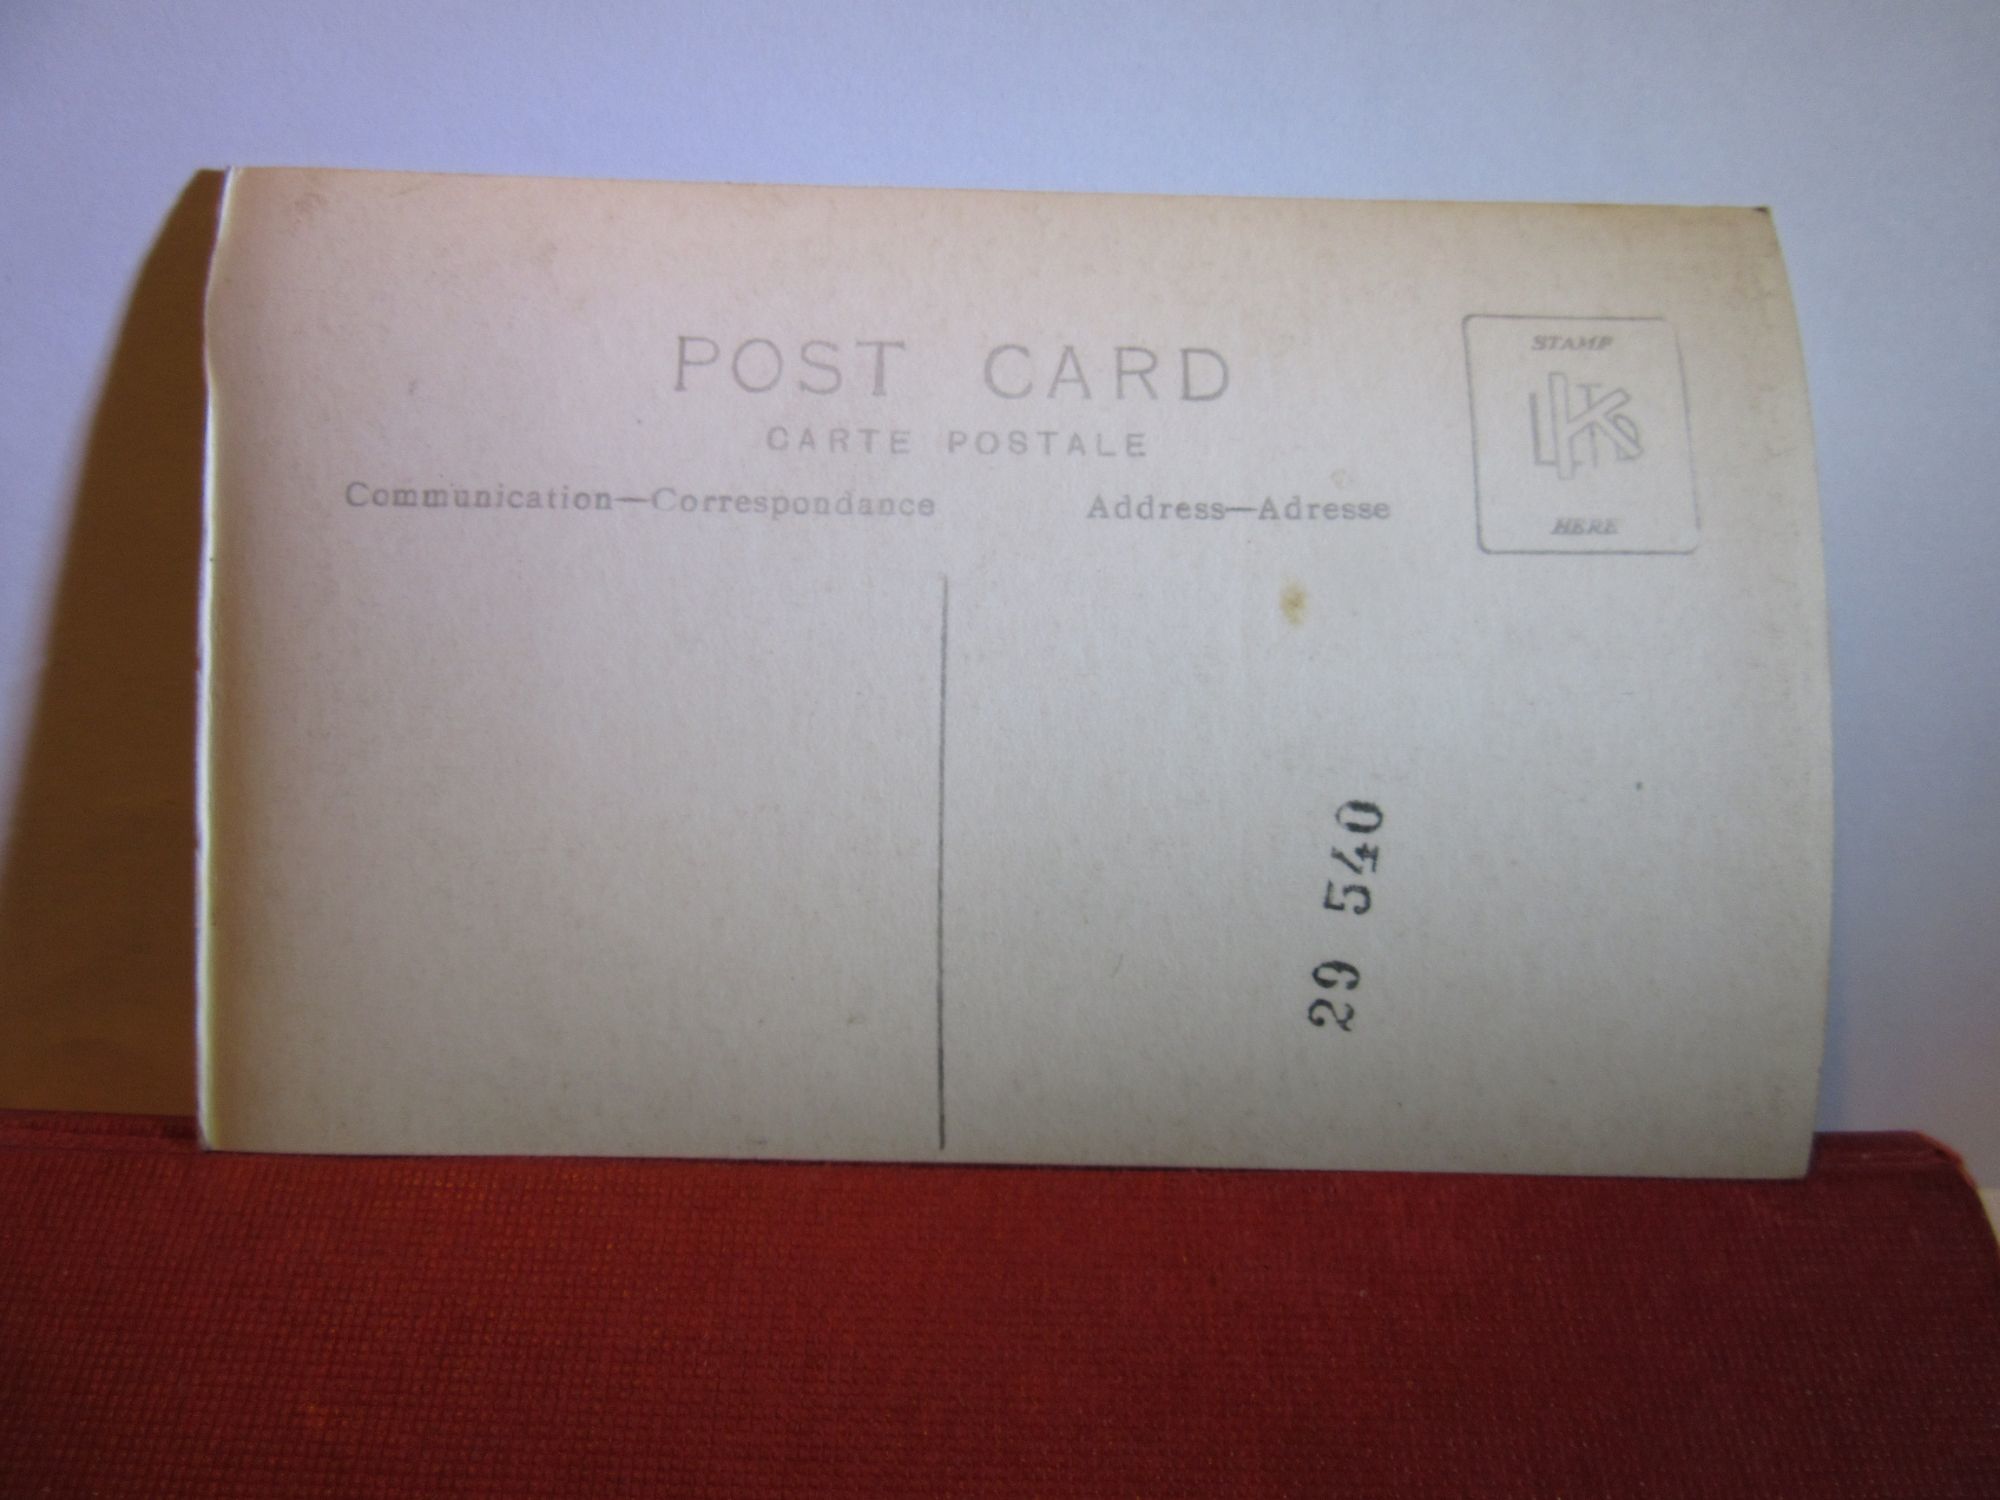 POST CARD
CARTE POSTALE
Communication—Correspondance
Address—Adresse
STAMP
HERE
29 540